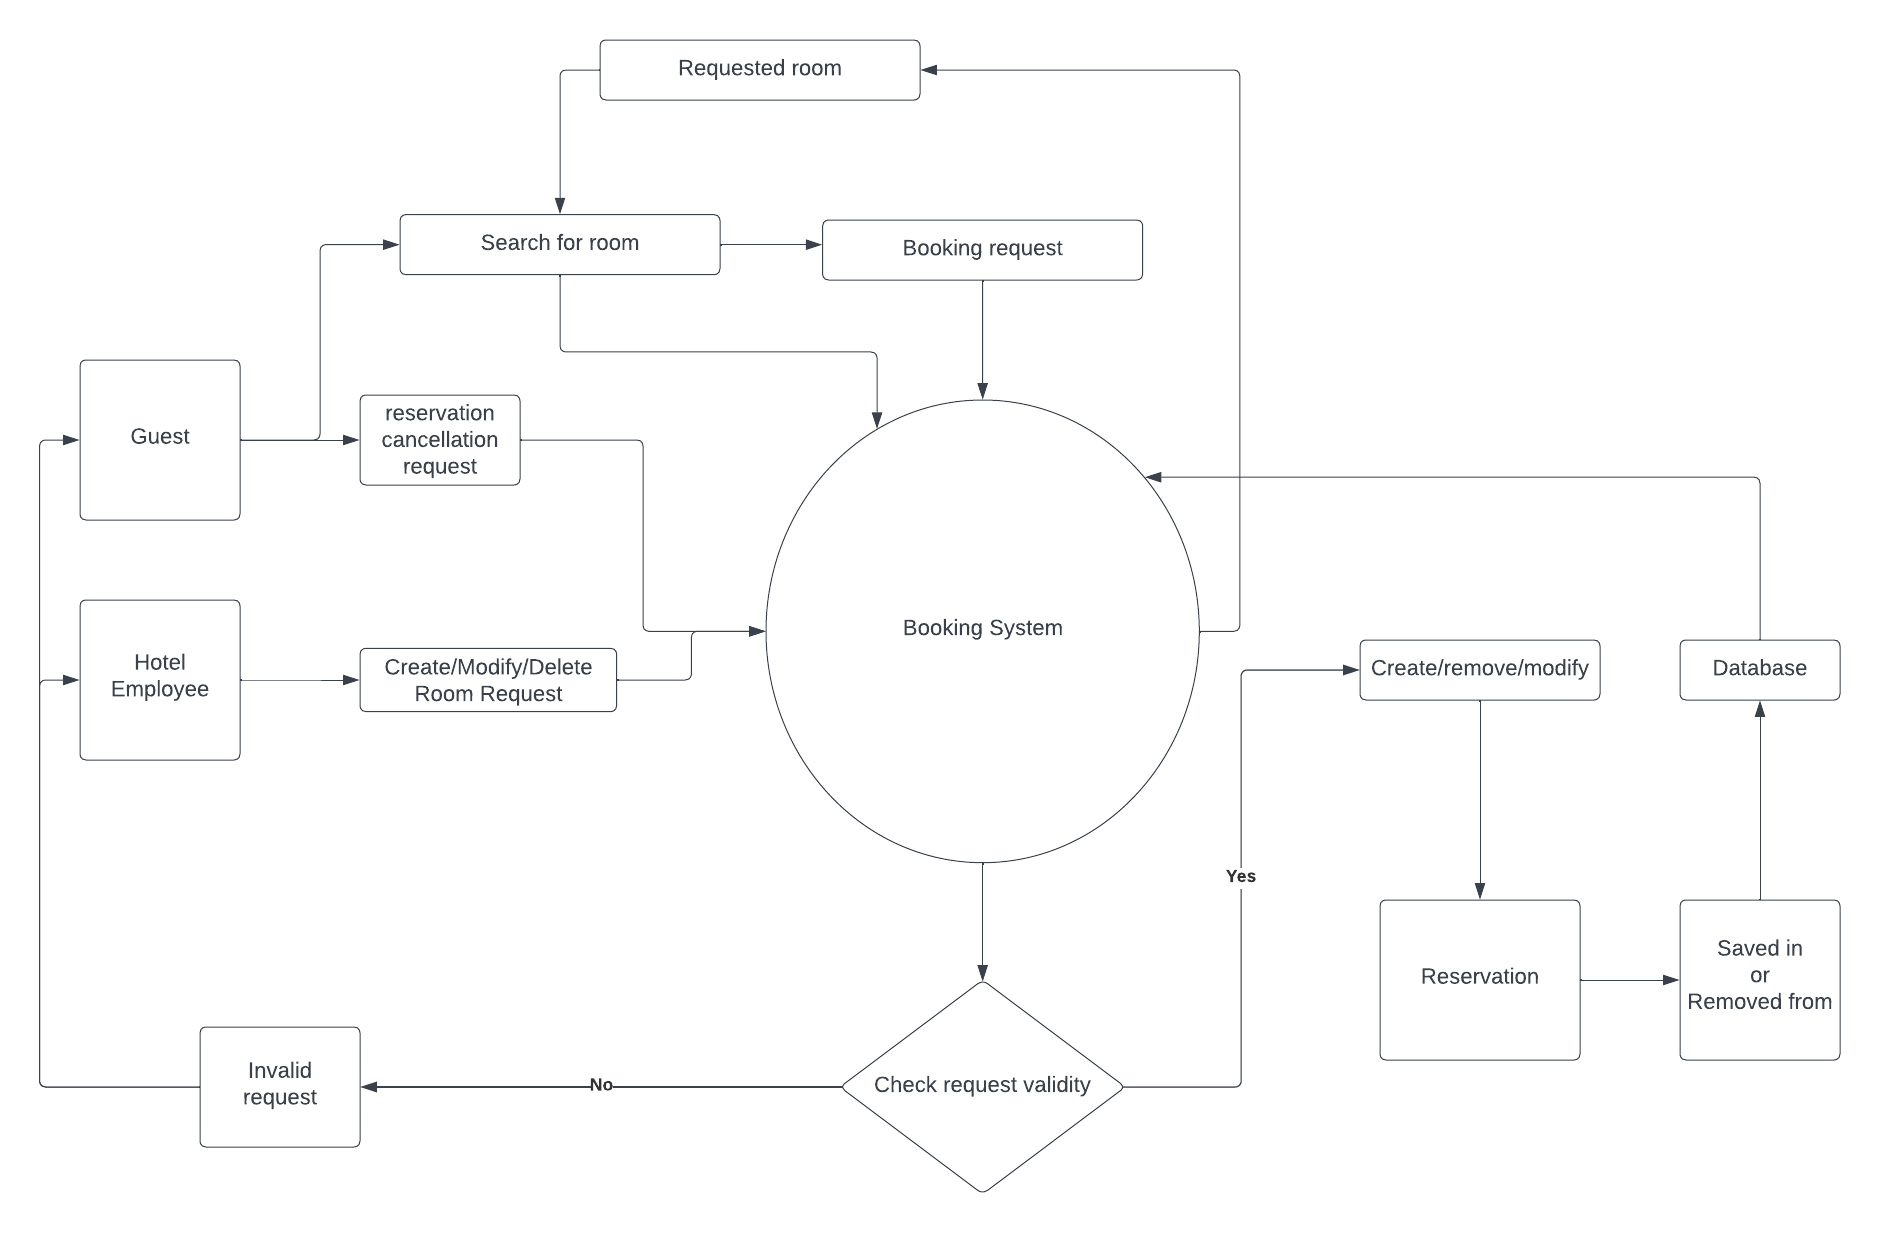 Requested room
Search for room
Booking request
Guest
reservation
cancellation
request
Booking System
Hotel
Employee
Create/Modify/Delete
Room Request
Create/remove/modify
Database
Yes
Reservation
Saved in
or
Removed from
Invalid
request
No
Check request validity